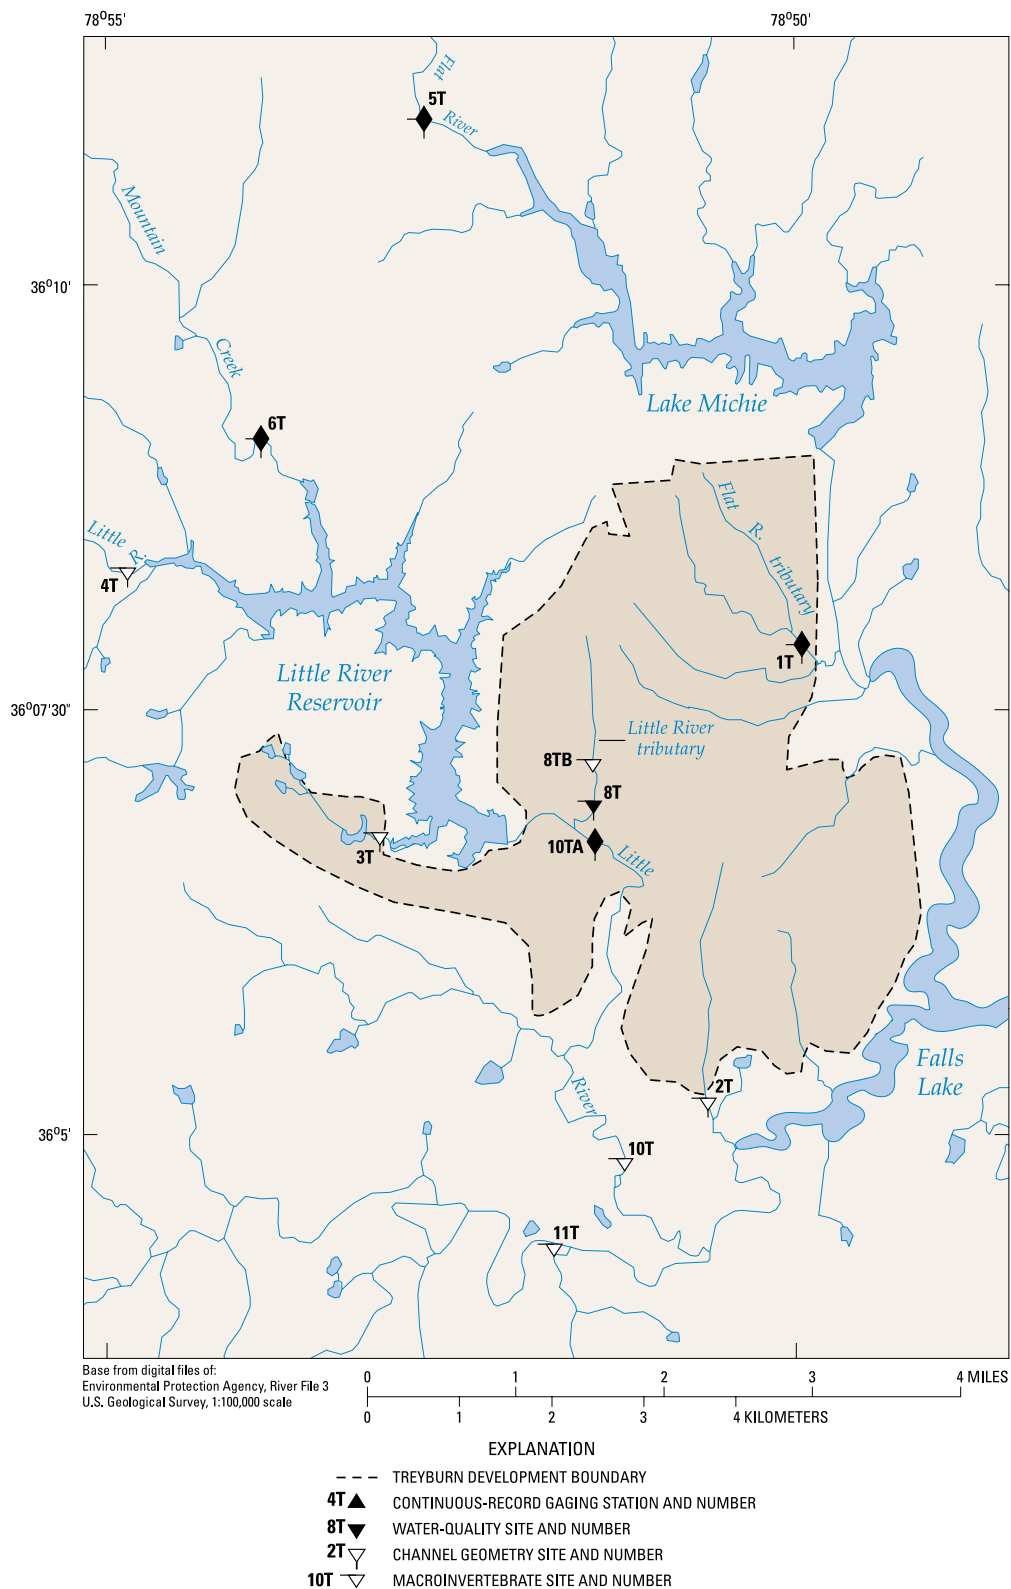 78°55'
78°50'
Flat
River
5T
Mountain
Creek
36°10'
Lake Michie
6T
Little
R.
4T
Flat
R.
tributary
1T
Little River
Reservoir
36°07'30"
Little River
tributary
8TB
8T
10TA
Little
3T
Falls
Lake
River
2T
36°5'
10T
11T
Base from digital files of:
Environmental Protection Agency, River File 3
U.S. Geological Survey, 1:100,000 scale
0 1 2 3 4 MILES
0 1 2 3 4 KILOMETERS
EXPLANATION
TREYBURN DEVELOPMENT BOUNDARY
4T CONTINUOUS-RECORD GAGING STATION AND NUMBER
8T WATER-QUALITY SITE AND NUMBER
2T CHANNEL GEOMETRY SITE AND NUMBER
10T MACROINVERTEBRATE SITE AND NUMBER